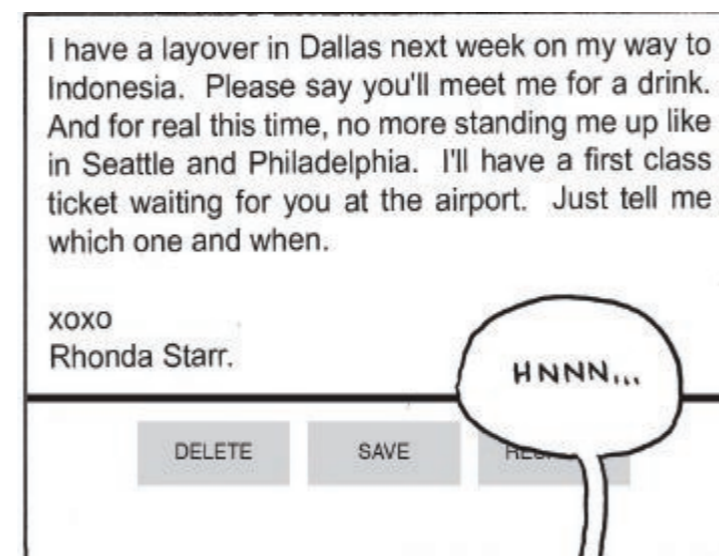 I have a layover in Dallas next week on my way to
Indonesia. Please say you'll meet me for a drink.
And for real this time, no more standing me up like
in Seattle and Philadelphia. I'll have a first class
ticket waiting for you at the airport. Just tell me
which one and when.
xoxo
Rhonda Starr.
HNNN...
DELETE SAVE